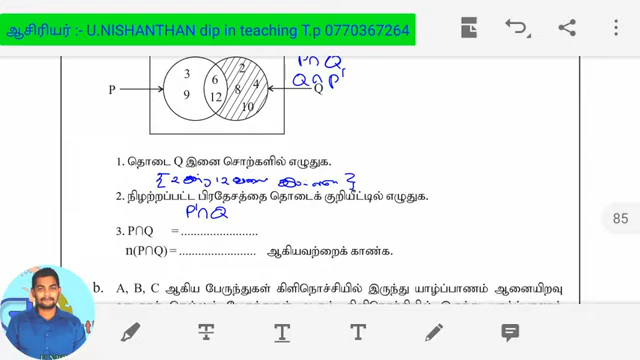 ஆசிரியர் :- U.NISHANTHAN dip in teaching T.p 0770367264
P∩Q
Q∩P'
3 6 2
8 4
9 12 10
P Q
1. தொடை Q இனை சொற்களில் எழுதுக.
2. நிழற்றப்பட்ட பிரதேசத்தை தொடைக் குறியீட்டில் எழுதுக.
P'∩Q
3. P∩Q = ........................
n(P∩Q)= ........................ ஆகியவற்றைக் காண்க.
85
b. A, B, C ஆகிய பேருந்துகள் கிளிநொச்சியில் இருந்து யாழ்ப்பாணம் ஆனையிறவு